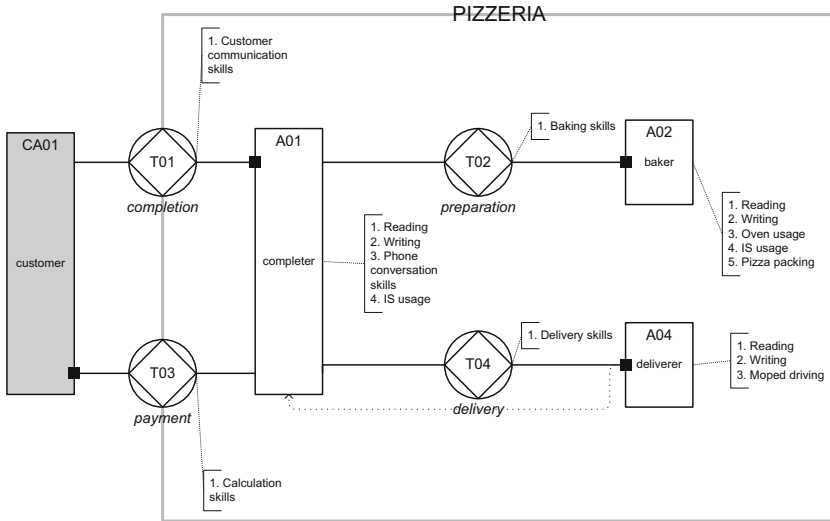 PIZZERIA
1. Customer
communication
skills
CA01
customer
T01
completion
A01
completer
1. Reading
2. Writing
3. Phone
conversation
skills
4. IS usage
T02
preparation
1. Baking skills
A02
baker
1. Reading
2. Writing
3. Oven usage
4. IS usage
5. Pizza packing
T03
payment
1. Calculation
skills
T04
delivery
1. Delivery skills
A04
deliverer
1. Reading
2. Writing
3. Moped driving